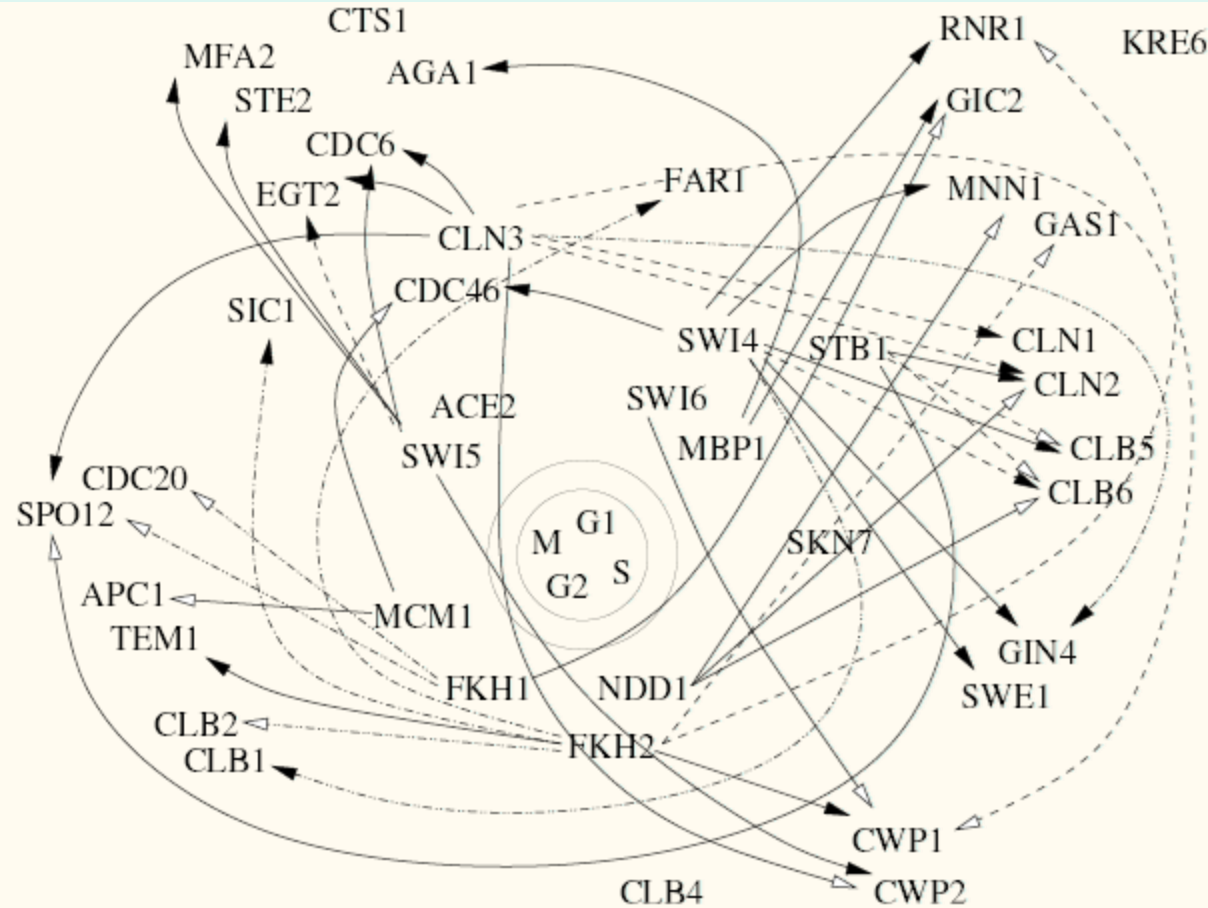 CTS1
RNR1
KRE6
MFA2
AGA1
STE2
GIC2
CDC6
EGT2
FAR1
MNN1
GAS1
CLN3
CDC46
SIC1
SWI4
STB1
CLN1
CLN2
ACE2
SWI6
SWI5
MBP1
CLB5
CDC20
CLB6
SPO12
G1
M
SKN7
S
G2
APC1
MCM1
TEM1
GIN4
FKH1
NDD1
SWE1
CLB2
FKH2
CLB1
CWP1
CLB4
CWP2